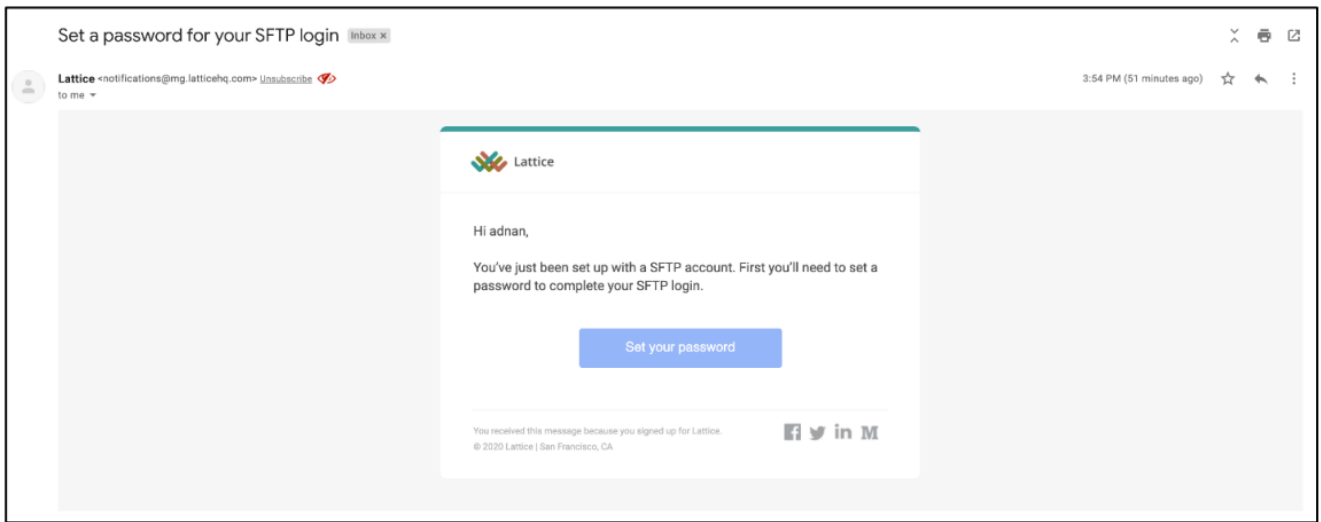 Set a password for your SFTP login Inbox ×
Lattice <notifications@mg.latticehq.com> Unsubscribe
3:54 PM (51 minutes ago)
to me
Lattice
Hi adnan,
You've just been set up with a SFTP account. First you'll need to set a
password to complete your SFTP login.
Set your password
You received this message because you signed up for Lattice.
© 2020 Lattice | San Francisco, CA